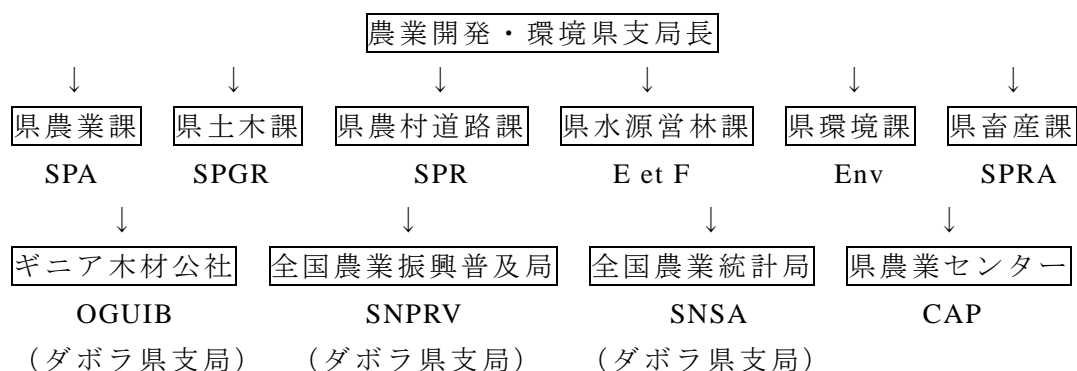 農業開発・環境県支局長
↓ ↓ ↓ ↓ ↓ ↓
県農業課 県土木課 県農村道路課 県水源営林課 県環境課 県畜産課
SPA SPGR SPR E et F Env SPRA
↓ ↓ ↓ ↓
ギニア木材公社 全国農業振興普及局 全国農業統計局 県農業センター
OGUIB SNPRV SNSA CAP
(ダボラ県支局) (ダボラ県支局) (ダボラ県支局)